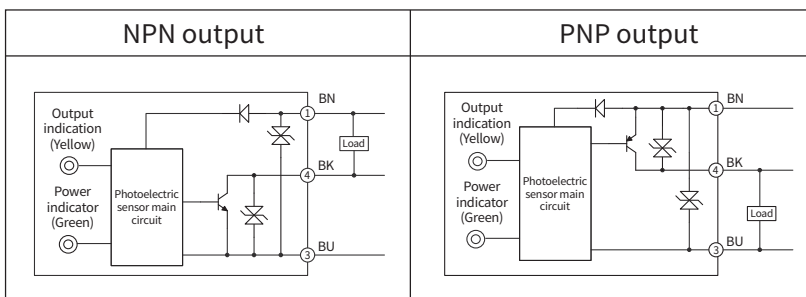 NPN output
PNP output
Output
indication
(Yellow)
Power
indicator
(Green)
Photoelectric
sensor main
circuit
1
BN
Load
4
BK
3
BU
Output
indication
(Yellow)
Power
indicator
(Green)
Photoelectric
sensor main
circuit
1
BN
4
BK
Load
3
BU